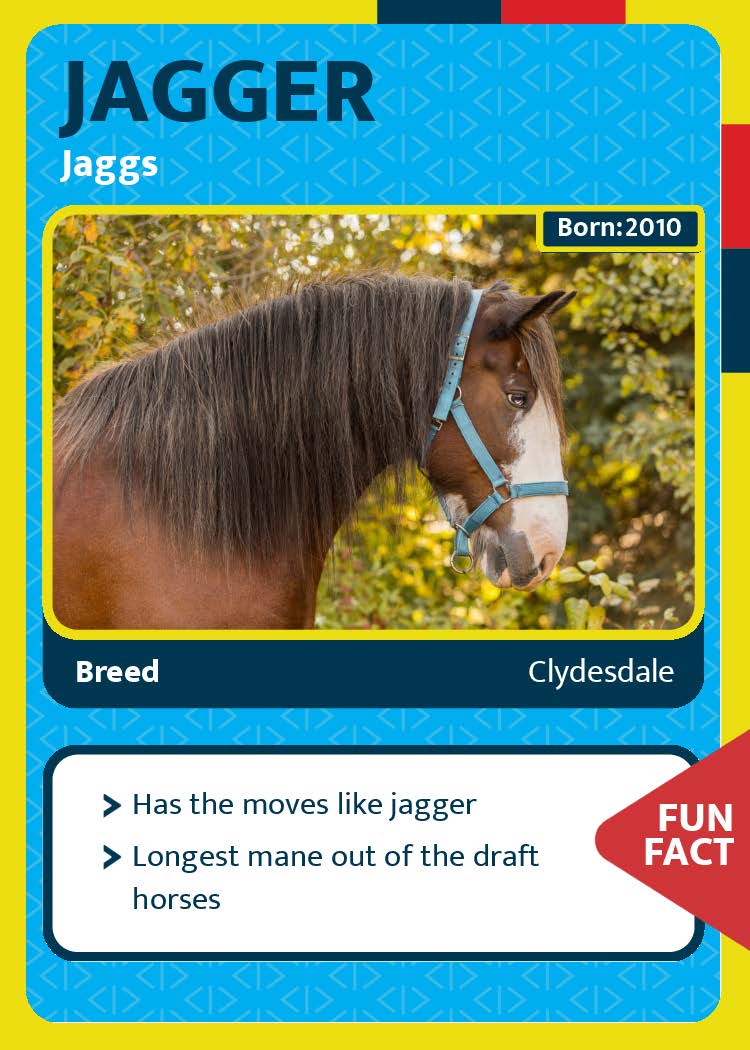 JAGGER
Jaggs
Born:2010
Breed Clydesdale
Has the moves like jagger
Longest mane out of the draft
horses
FUN
FACT